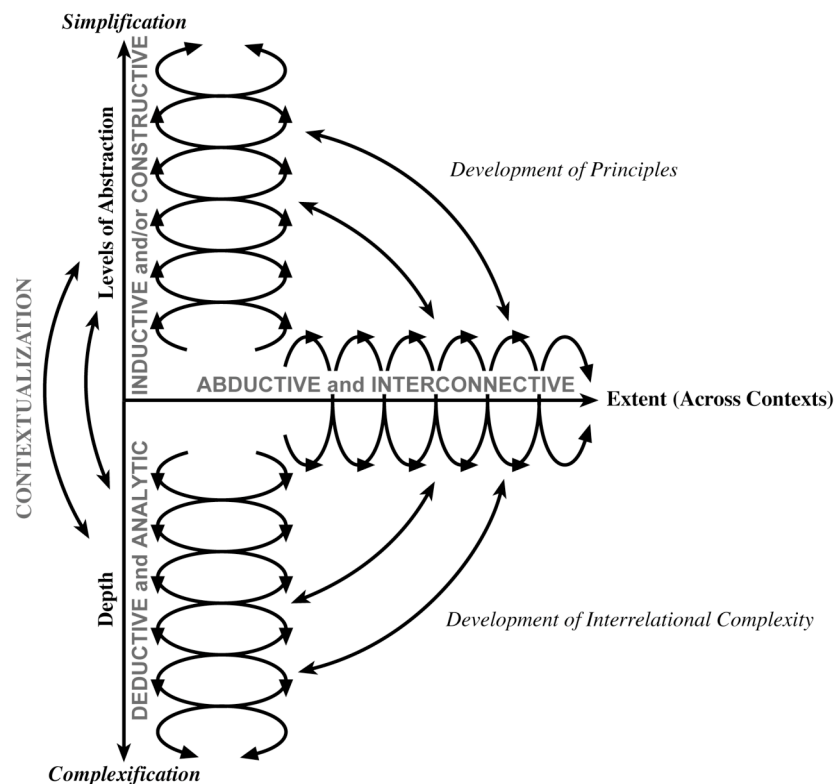 Simplification
Levels of Abstraction
INDUCTIVE and/or CONSTRUCTIVE
Development of Principles
CONTEXTUALIZATION
ABDUCTIVE and INTERCONNECTIVE
Extent (Across Contexts)
Depth
DEDUCTIVE and ANALYTIC
Development of Interrelational Complexity
Complexification